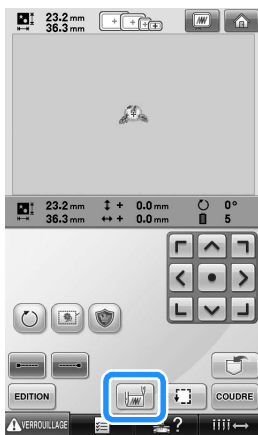 23.2 mm
36.3 mm
23.2 mm ↕ + 0.0 mm 0°
36.3 mm ↔ + 0.0 mm 5
EDITION
COUDRE
VERROUILLAGE
?